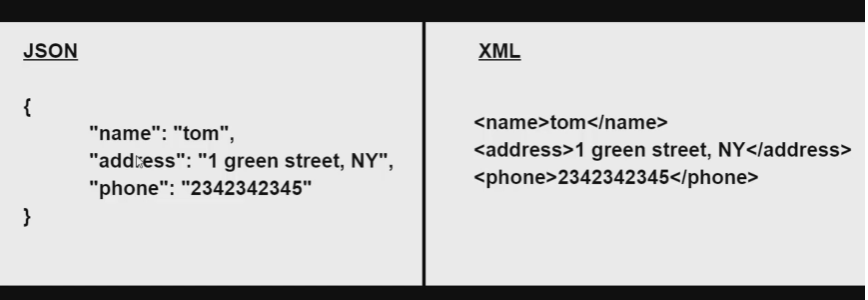 JSON
{
"name": "tom",
"address": "1 green street, NY",
"phone": "2342342345"
}
XML
<name>tom</name>
<address>1 green street, NY</address>
<phone>2342342345</phone>